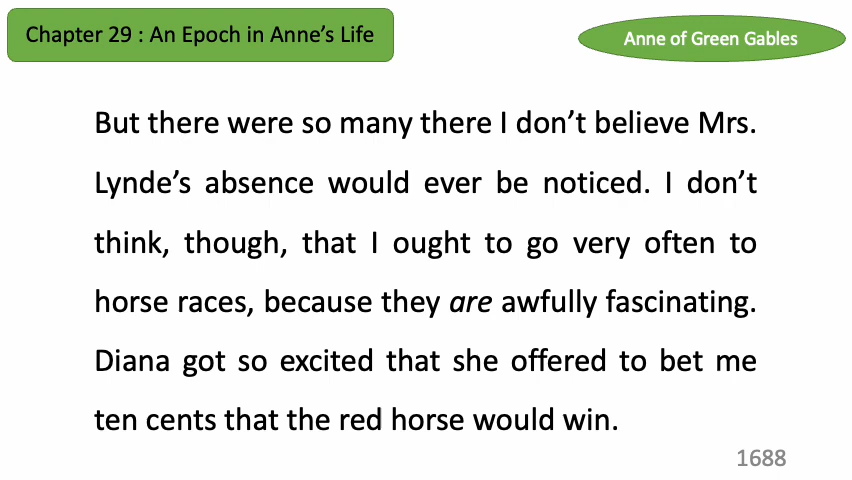 Chapter 29 : An Epoch in Anne’s Life
Anne of Green Gables
But there were so many there I don’t believe Mrs.
Lynde’s absence would ever be noticed. I don’t
think, though, that I ought to go very often to
horse races, because they are awfully fascinating.
Diana got so excited that she offered to bet me
ten cents that the red horse would win.
1688